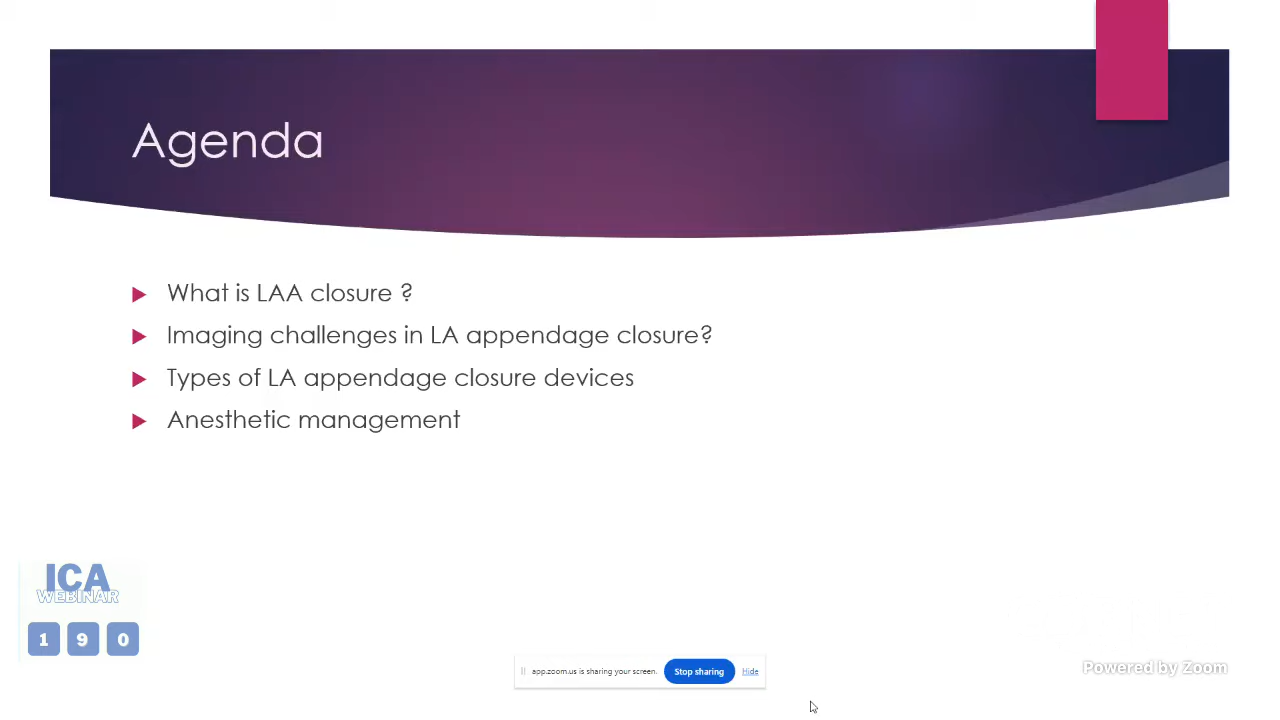 Agenda
What is LAA closure ?
Imaging challenges in LA appendage closure?
Types of LA appendage closure devices
Anesthetic management
ICA
WEBINAR
1 9 0
app.zoom.us is sharing your screen. Stop sharing Hide
Powered by Zoom